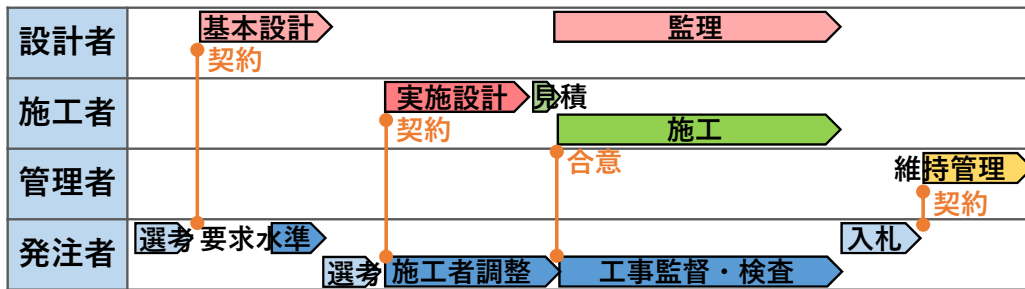 設計者
基本設計
監理
契約
施工者
実施設計
見積
契約
施工
管理者
合意
維持管理
契約
発注者
選考
要求水準
入札
選考
施工者調整
工事監督・検査